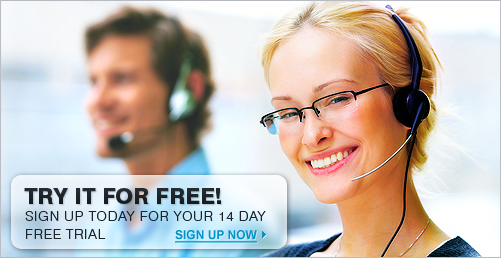 TRY IT FOR FREE!
SIGN UP TODAY FOR YOUR 14 DAY
FREE TRIAL SIGN UP NOW